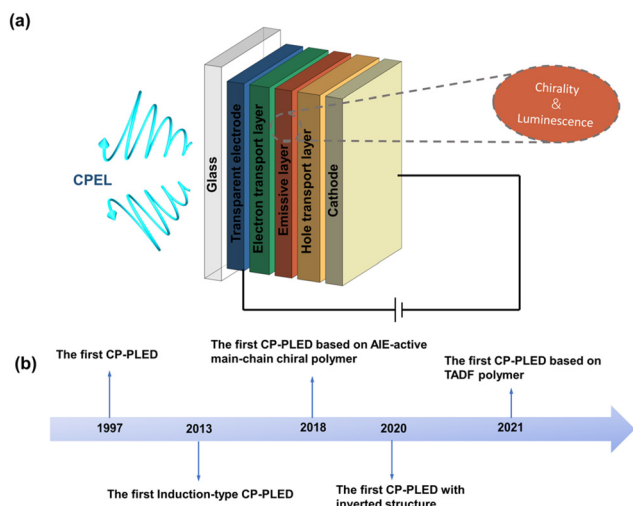 (a)
CPEL
Glass
Transparent electrode
Electron transport layer
Emissive layer
Hole transport layer
Cathode
Chirality
&
Luminescence
(b)
The first CP-PLED
The first CP-PLED based on AIE-active
main-chain chiral polymer
The first CP-PLED based on
TADF polymer
1997
2013
2018
2020
2021
The first Induction-type CP-PLED
The first CP-PLED with
inverted structure